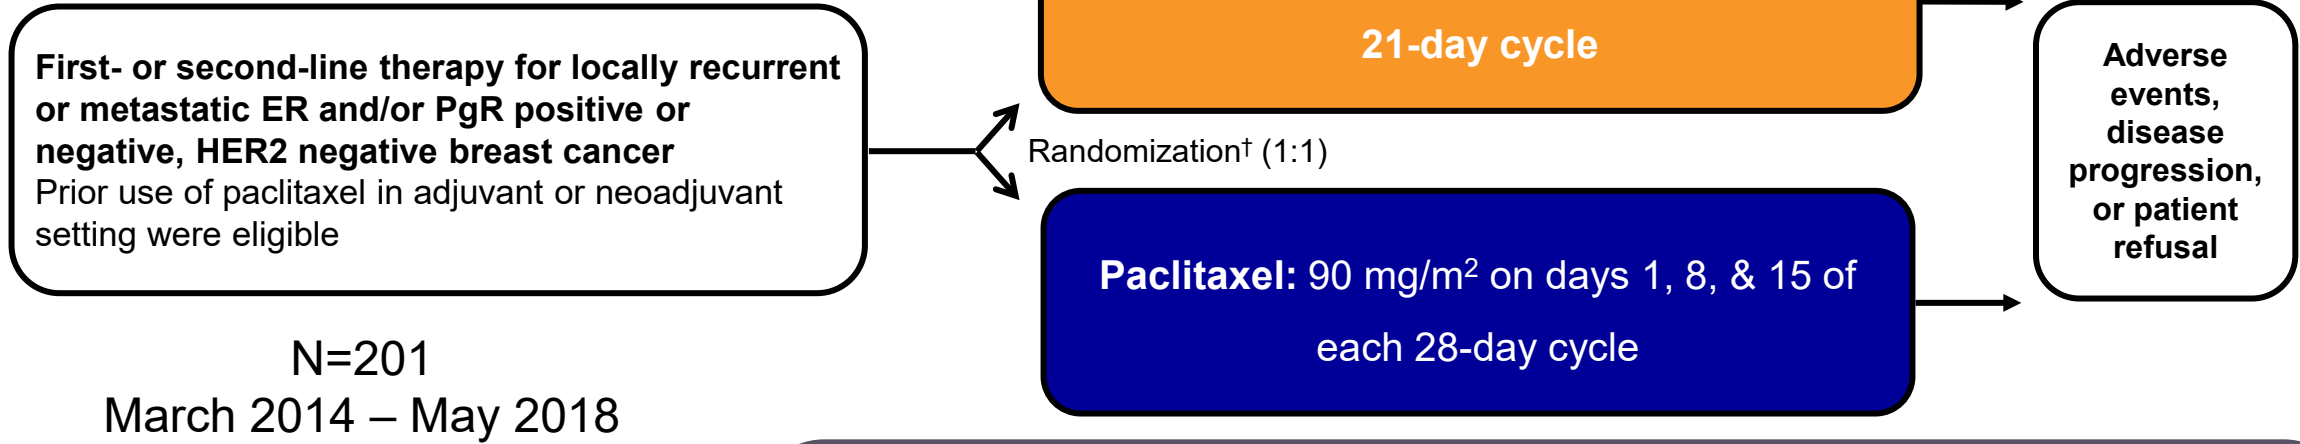 First- or second-line therapy for locally recurrent
or metastatic ER and/or PgR positive or
negative, HER2 negative breast cancer
Prior use of paclitaxel in adjuvant or neoadjuvant
setting were eligible
N=201
March 2014 – May 2018
21-day cycle
Randomization† (1:1)
Paclitaxel: 90 mg/m² on days 1, 8, & 15 of
each 28-day cycle
Adverse
events,
disease
progression,
or patient
refusal